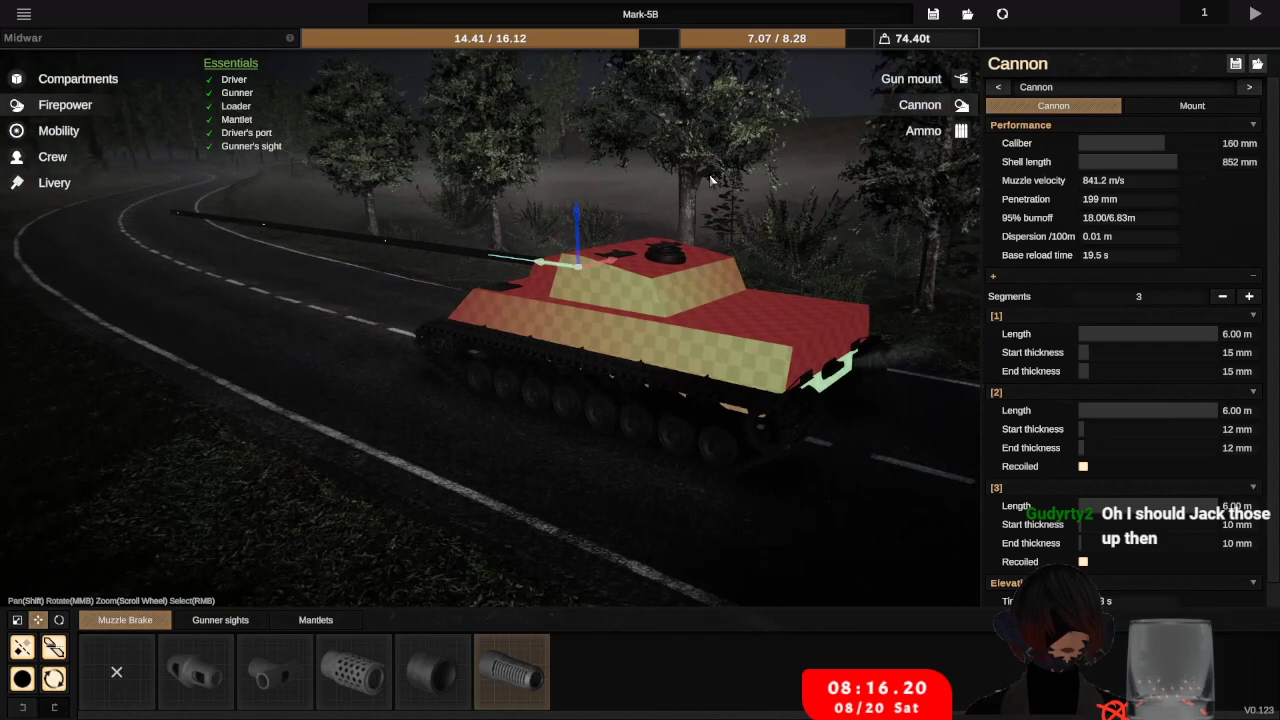 Mark-5B
1
Midwar
14.41 / 16.12
7.07 / 8.28
74.40t
Compartments
Firepower
Mobility
Crew
Livery
Essentials
Driver
Gunner
Loader
Mantlet
Driver's port
Gunner's sight
Gun mount
Cannon
Ammo
Cannon
< Cannon >
Cannon Mount
Performance
Caliber 160 mm
Shell length 852 mm
Muzzle velocity 841.2 m/s
Penetration 199 mm
95% burnoff 18.00/6.83m
Dispersion /100m 0.01 m
Base reload time 19.5 s
Segments 3
[1]
Length 6.00 m
Start thickness 15 mm
End thickness 15 mm
[2]
Length 6.00 m
Start thickness 12 mm
End thickness 12 mm
Recoiled
[3]
Length 6.00 m
Gudyrty2 Oh I should Jack those
up then
Start thickness 10 mm
End thickness 10 mm
Recoiled
Pan(Shift) Rotate(MMB) Zoom(Scroll Wheel) Select(RMB)
Muzzle Brake Gunner sights Mantlets
08:16.20
08/20 Sat
V0.123